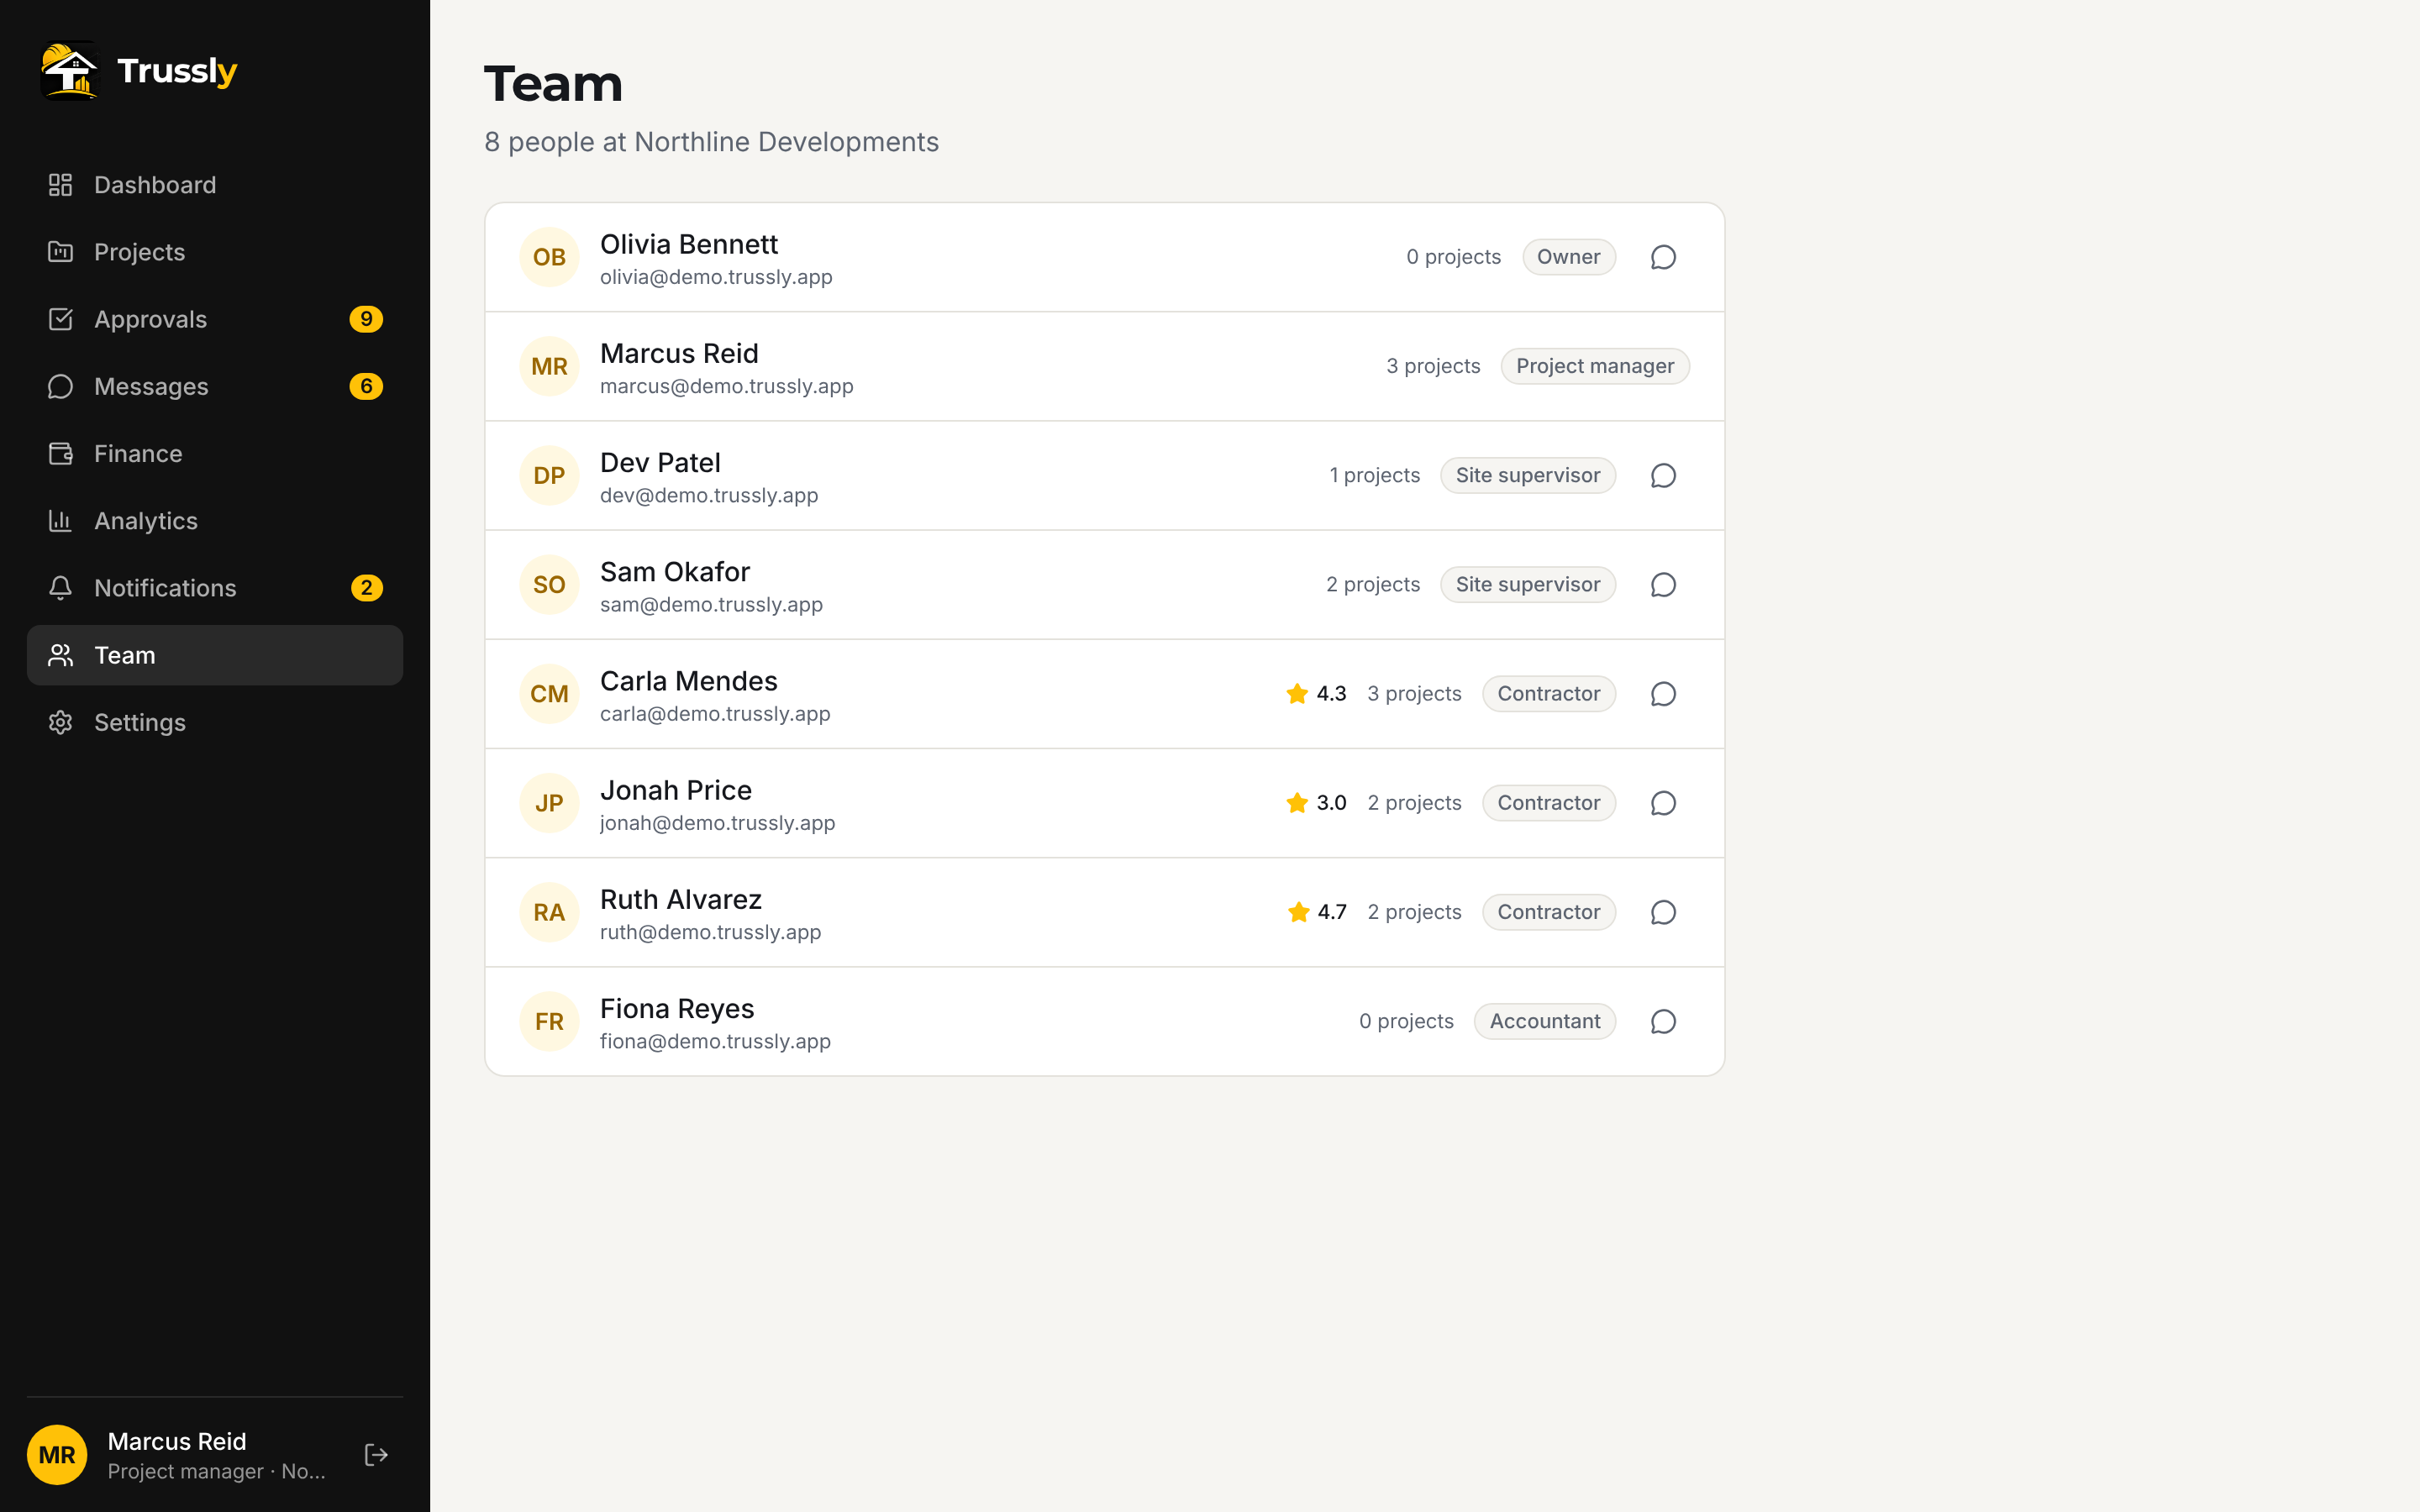 Trussly
Dashboard
Projects
Approvals 9
Messages 6
Finance
Analytics
Notifications 2
Team
Settings
MR
Marcus Reid
Project manager · No...
Team
8 people at Northline Developments
OB
Olivia Bennett
olivia@demo.trussly.app
0 projects Owner
MR
Marcus Reid
marcus@demo.trussly.app
3 projects Project manager
DP
Dev Patel
dev@demo.trussly.app
1 projects Site supervisor
SO
Sam Okafor
sam@demo.trussly.app
2 projects Site supervisor
CM
Carla Mendes
carla@demo.trussly.app
4.3 3 projects Contractor
JP
Jonah Price
jonah@demo.trussly.app
3.0 2 projects Contractor
RA
Ruth Alvarez
ruth@demo.trussly.app
4.7 2 projects Contractor
FR
Fiona Reyes
fiona@demo.trussly.app
0 projects Accountant